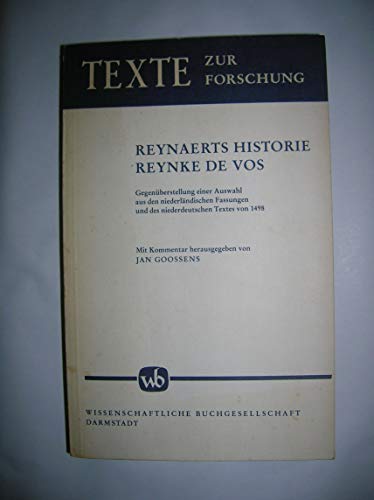 TEXTE ZUR
FORSCHUNG
REYNAERTS HISTORIE
REYNKE DE VOS
Gegenüberstellung einer Auswahl
aus den niederländischen Fassungen
und des niederdeutschen Textes von 1498
Mit Kommentar herausgegeben von
JAN GOOSSENS
wb
WISSENSCHAFTLICHE BUCHGESELLSCHAFT
DARMSTADT